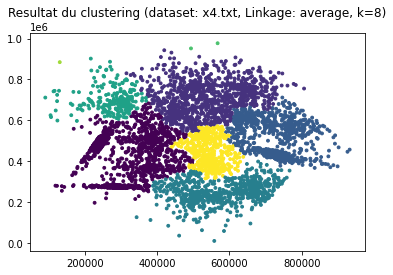 Resultat du clustering (dataset: x4.txt, Linkage: average, k=8)
1e6
1.0
0.8
0.6
0.4
0.2
0.0
200000 400000 600000 800000